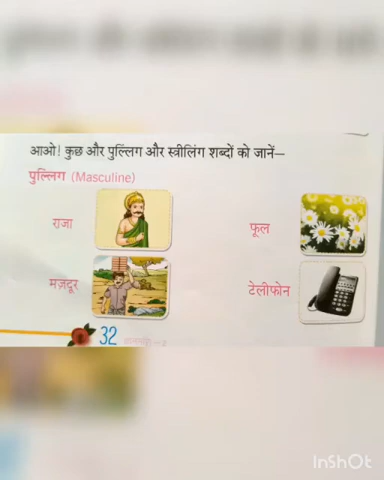 आओ! कुछ और पुल्लिंग और स्त्रीलिंग शब्दों को जानें—
पुल्लिंग (Masculine)
राजा
फूल
मज़दूर
टेलीफोन
32
InShOt